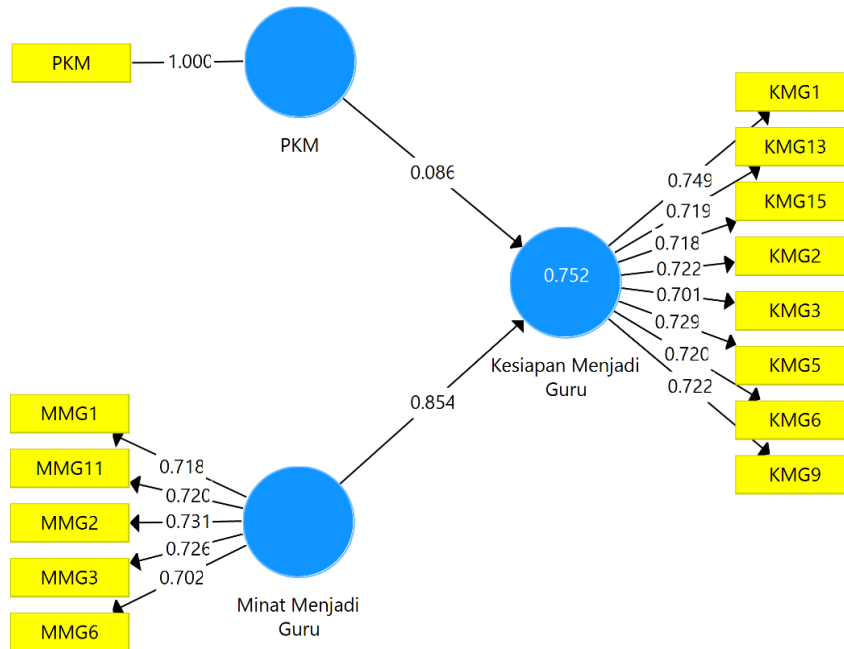 PKM
1.000
PKM
0.086
KMG1
KMG13
KMG15
KMG2
KMG3
KMG5
KMG6
KMG9
0.749
0.719
0.718
0.722
0.701
0.729
0.720
0.722
0.752
Kesiapan Menjadi
Guru
0.854
MMG1
MMG11
MMG2
MMG3
MMG6
0.718
0.720
0.731
0.726
0.702
Minat Menjadi
Guru